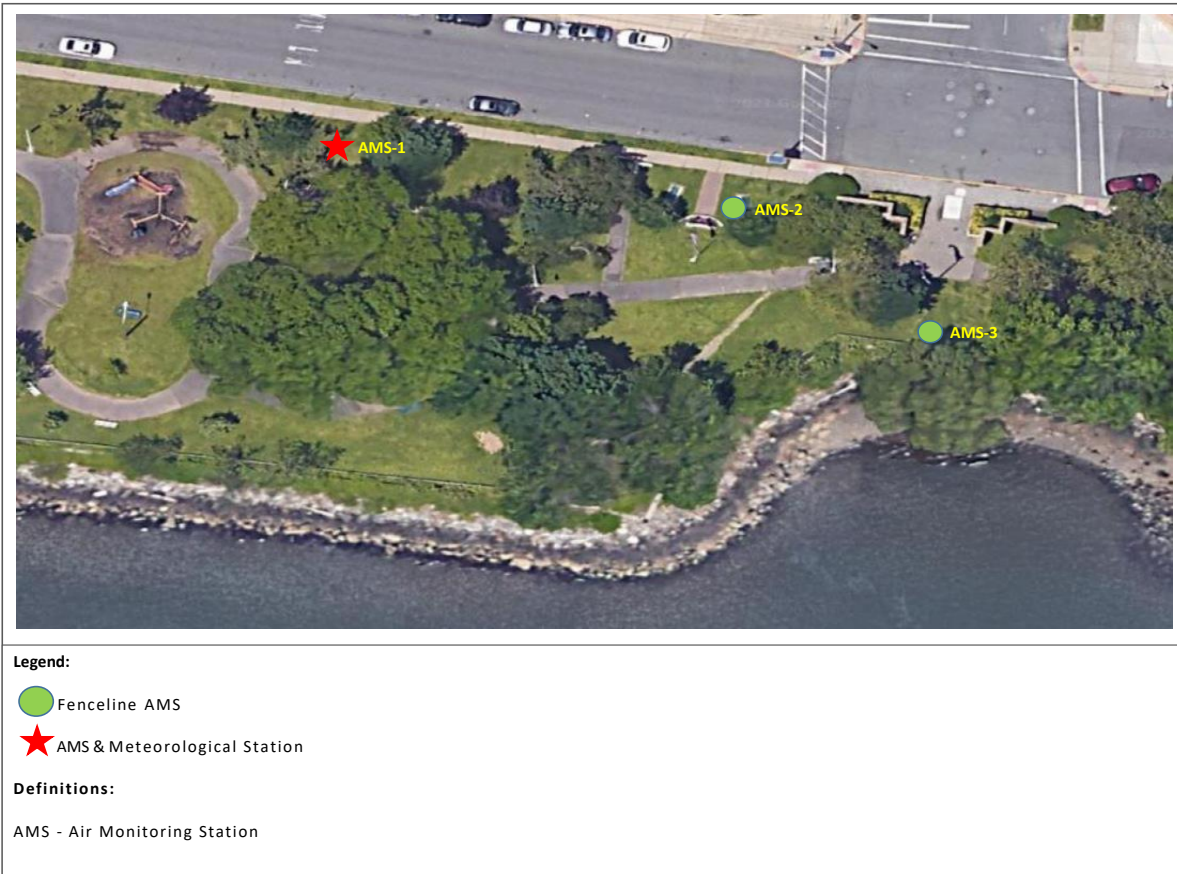 AMS-1
AMS-2
AMS-3
Legend:
Fenceline AMS
AMS & Meteorological Station
Definitions:
AMS - Air Monitoring Station